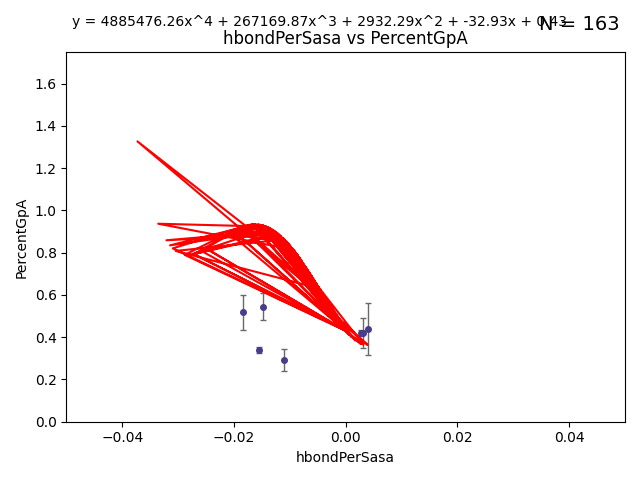 y = 4885476.26x^4 + 267169.87x^3 + 2932.29x^2 + -32.93x + 0.43
N = 163
hbondPerSasa vs PercentGpA
1.6
1.4
1.2
1.0
0.8
0.6
0.4
0.2
0.0
PercentGpA
−0.04 −0.02 0.00 0.02 0.04
hbondPerSasa